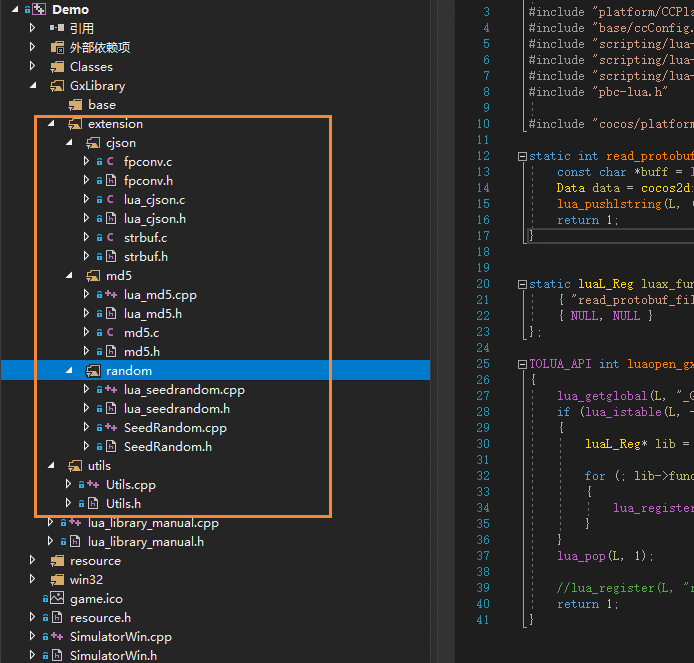 Demo
引用
外部依赖项
Classes
GxLibrary
base
extension
cjson
fpconv.c
fpconv.h
lua_cjson.c
lua_cjson.h
strbuf.c
strbuf.h
md5
lua_md5.cpp
lua_md5.h
md5.c
md5.h
random
lua_seedrandom.cpp
lua_seedrandom.h
SeedRandom.cpp
SeedRandom.h
utils
Utils.cpp
Utils.h
lua_library_manual.cpp
lua_library_manual.h
resource
win32
game.ico
resource.h
SimulatorWin.cpp
SimulatorWin.h
3 #include "platform/CCPla
4 #include "base/ccConfig.
5 #include "scripting/lua-
6 #include "scripting/lua-
7 #include "scripting/lua-
8 #include "pbc-lua.h"
9
10 #include "cocos/platform
11
12 static int read_protobuf
13 const char *buff = l
14 Data data = cocos2d:
15 lua_pushlstring(L, (
16 return 1;
17 }
18
19
20 static luaL_Reg luax_fun
21 { "read_protobuf_fil
22 { NULL, NULL }
23 };
24
25 TOLUA_API int luaopen_gx
26 {
27 lua_getglobal(L, "_G
28 if (lua_istable(L, -
29 {
30 luaL_Reg* lib =
31
32 for (; lib->func
33 {
34 lua_register
35 }
36 }
37 lua_pop(L, 1);
38
39 //lua_register(L, "r
40 return 1;
41 }